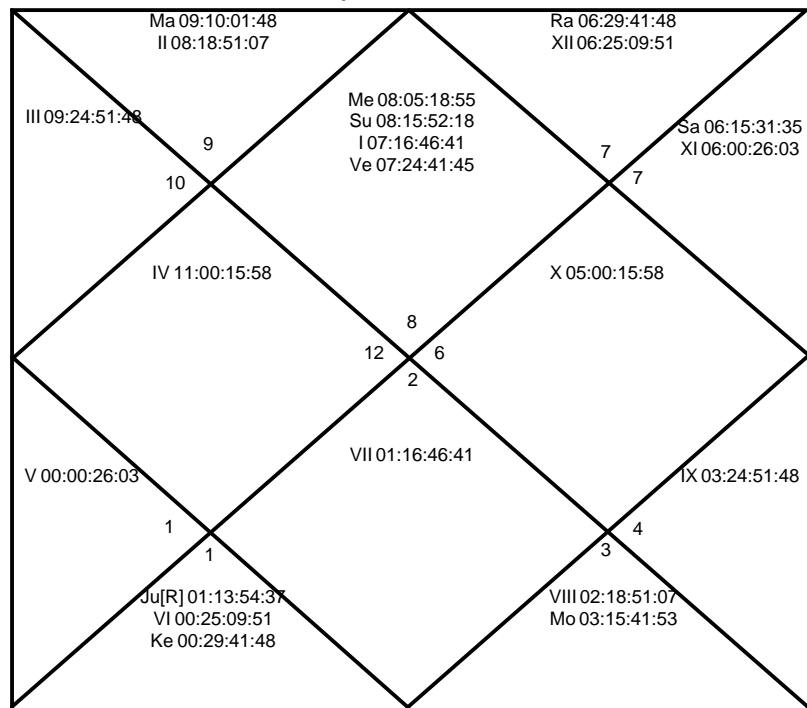 Ma 09:10:01:48
II 08:18:51:07
Ra 06:29:41:48
XII 06:25:09:51
III 09:24:51:48
Me 08:05:18:55
Su 08:15:52:18
I 07:16:46:41
Ve 07:24:41:45
Sa 06:15:31:35
XI 06:00:26:03
9
10
7
7
IV 11:00:15:58
X 05:00:15:58
8
12
6
2
VII 01:16:46:41
V 00:00:26:03
IX 03:24:51:48
1
1
4
3
Ju[R] 01:13:54:37
VI 00:25:09:51
Ke 00:29:41:48
VIII 02:18:51:07
Mo 03:15:41:53